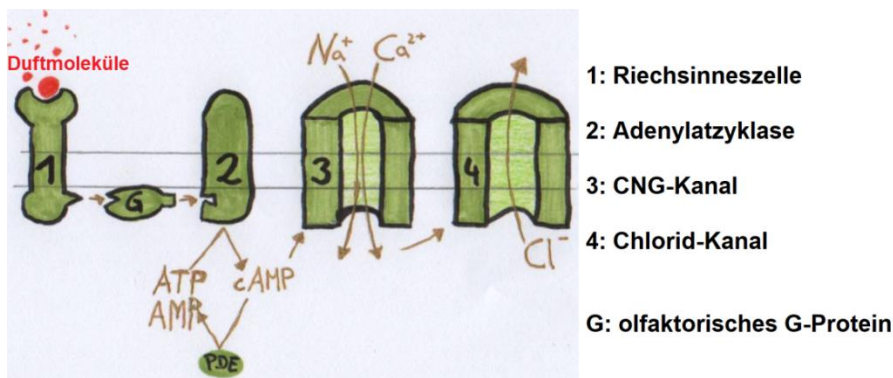 Duftmoleküle
Na⁺ Ca²⁺
1
G
2
3
4
ATP cAMP
AMP
PDE
Cl⁻
1: Riechsinneszelle
2: Adenylatzyklase
3: CNG-Kanal
4: Chlorid-Kanal
G: olfaktorisches G-Protein